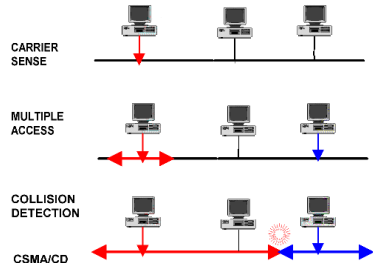 CARRIER
SENSE
MULTIPLE
ACCESS
COLLISION
DETECTION
CSMA/CD